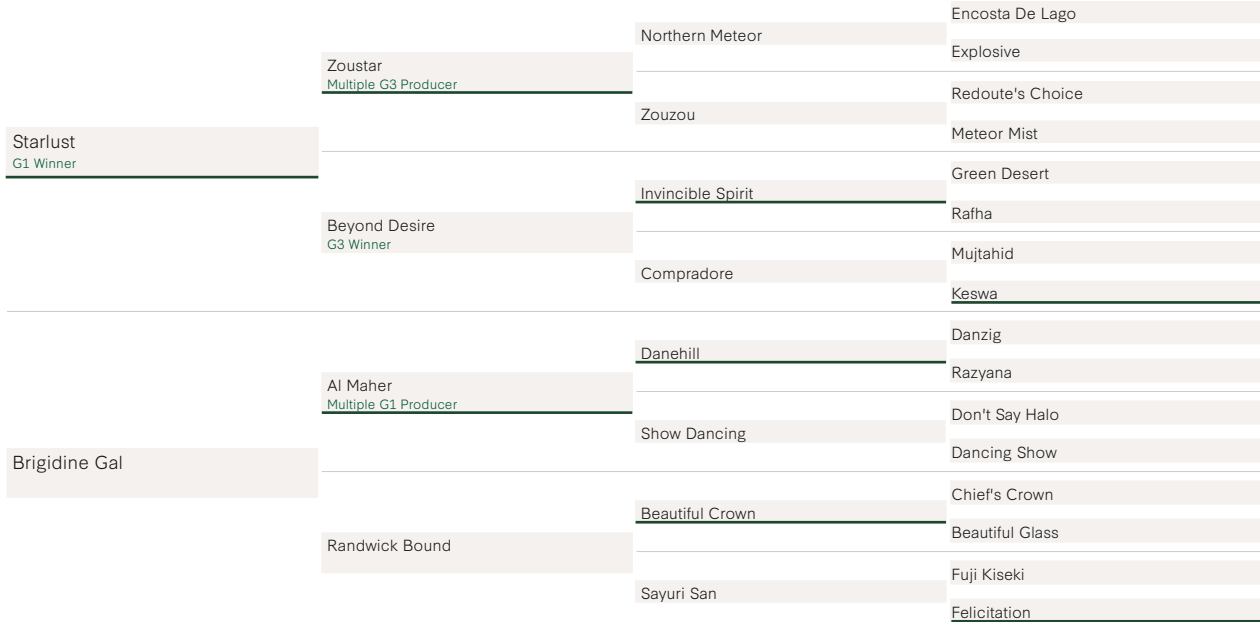 Starlust
G1 Winner
Brigidine Gal
Zoustar
Multiple G3 Producer
Beyond Desire
G3 Winner
Al Maher
Multiple G1 Producer
Randwick Bound
Northern Meteor
Zouzou
Invincible Spirit
Compradore
Danehill
Show Dancing
Beautiful Crown
Sayuri San
Encosta De Lago
Explosive
Redoute's Choice
Meteor Mist
Green Desert
Rafha
Mujtahid
Keswa
Danzig
Razyana
Don't Say Halo
Dancing Show
Chief's Crown
Beautiful Glass
Fuji Kiseki
Felicitation